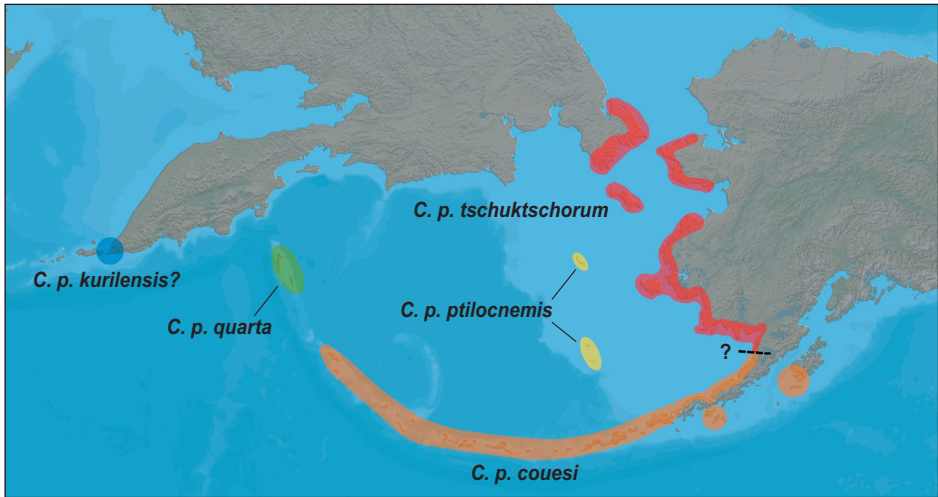 C. p. tschuktschorum
C. p. kurilensis?
C. p. ptilocnemis
C. p. quarta
?
C. p. couesi